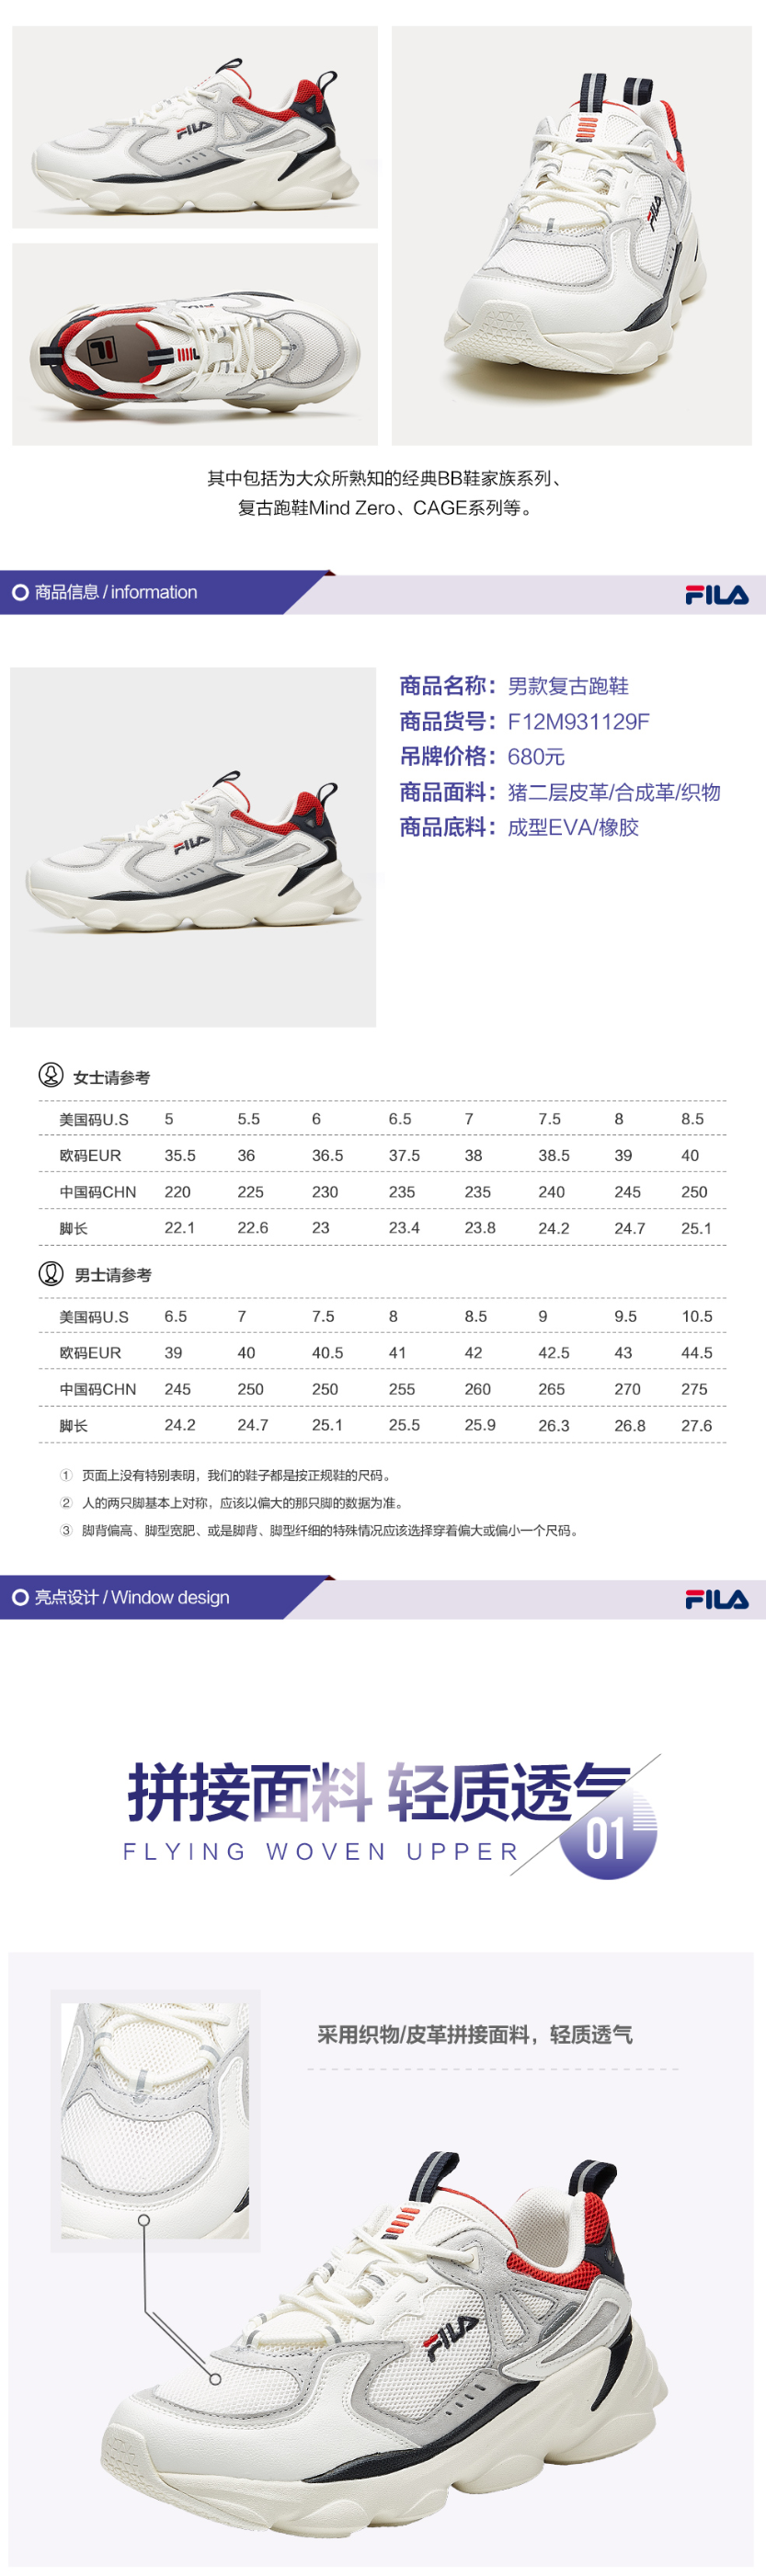 FILA
FILA
其中包括为大众所熟知的经典BB鞋家族系列、
复古跑鞋Mind Zero、CAGE系列等。
商品信息 / information
FILA
商品名称：男款复古跑鞋
商品货号：F12M931129F
吊牌价格：680元
商品面料：猪二层皮革/合成革/织物
商品底料：成型EVA/橡胶
FILA
女士请参考
美国码U.S 5 5.5 6 6.5 7 7.5 8 8.5
欧码EUR 35.5 36 36.5 37.5 38 38.5 39 40
中国码CHN 220 225 230 235 235 240 245 250
脚长 22.1 22.6 23 23.4 23.8 24.2 24.7 25.1
男士请参考
美国码U.S 6.5 7 7.5 8 8.5 9 9.5 10.5
欧码EUR 39 40 40.5 41 42 42.5 43 44.5
中国码CHN 245 250 250 255 260 265 270 275
脚长 24.2 24.7 25.1 25.5 25.9 26.3 26.8 27.6
① 页面上没有特别表明，我们的鞋子都是按正规鞋的尺码。
② 人的两只脚基本上对称，应该以偏大的那只脚的数据为准。
③ 脚背偏高、脚型宽肥、或是脚背、脚型纤细的特殊情况应该选择穿着偏大或偏小一个尺码。
亮点设计 / Window design
FILA
拼接面料 轻质透气
FLYING WOVEN UPPER
01
采用织物/皮革拼接面料，轻质透气
FILA